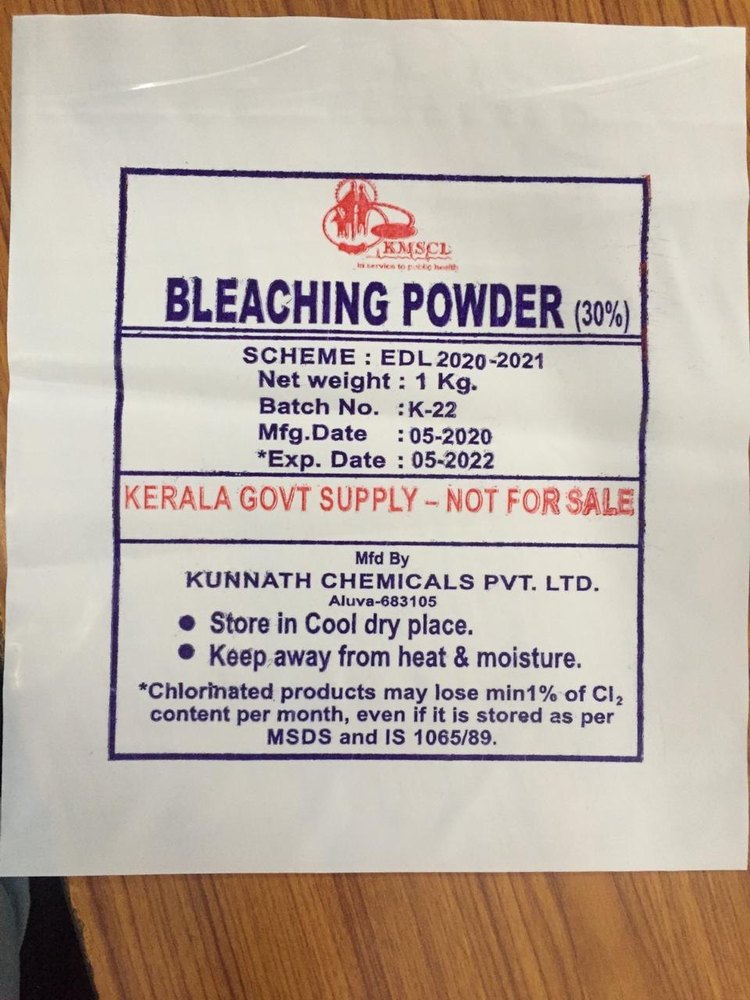 KMSCL
in service to public health
BLEACHING POWDER (30%)
SCHEME : EDL 2020-2021
Net weight : 1 Kg.
Batch No. : K-22
Mfg.Date : 05-2020
*Exp. Date : 05-2022
KERALA GOVT SUPPLY – NOT FOR SALE
Mfd By
KUNNATH CHEMICALS PVT. LTD.
Aluva-683105
● Store in Cool dry place.
● Keep away from heat & moisture.
*Chlorinated products may lose min1% of Cl₂
content per month, even if it is stored as per
MSDS and IS 1065/89.